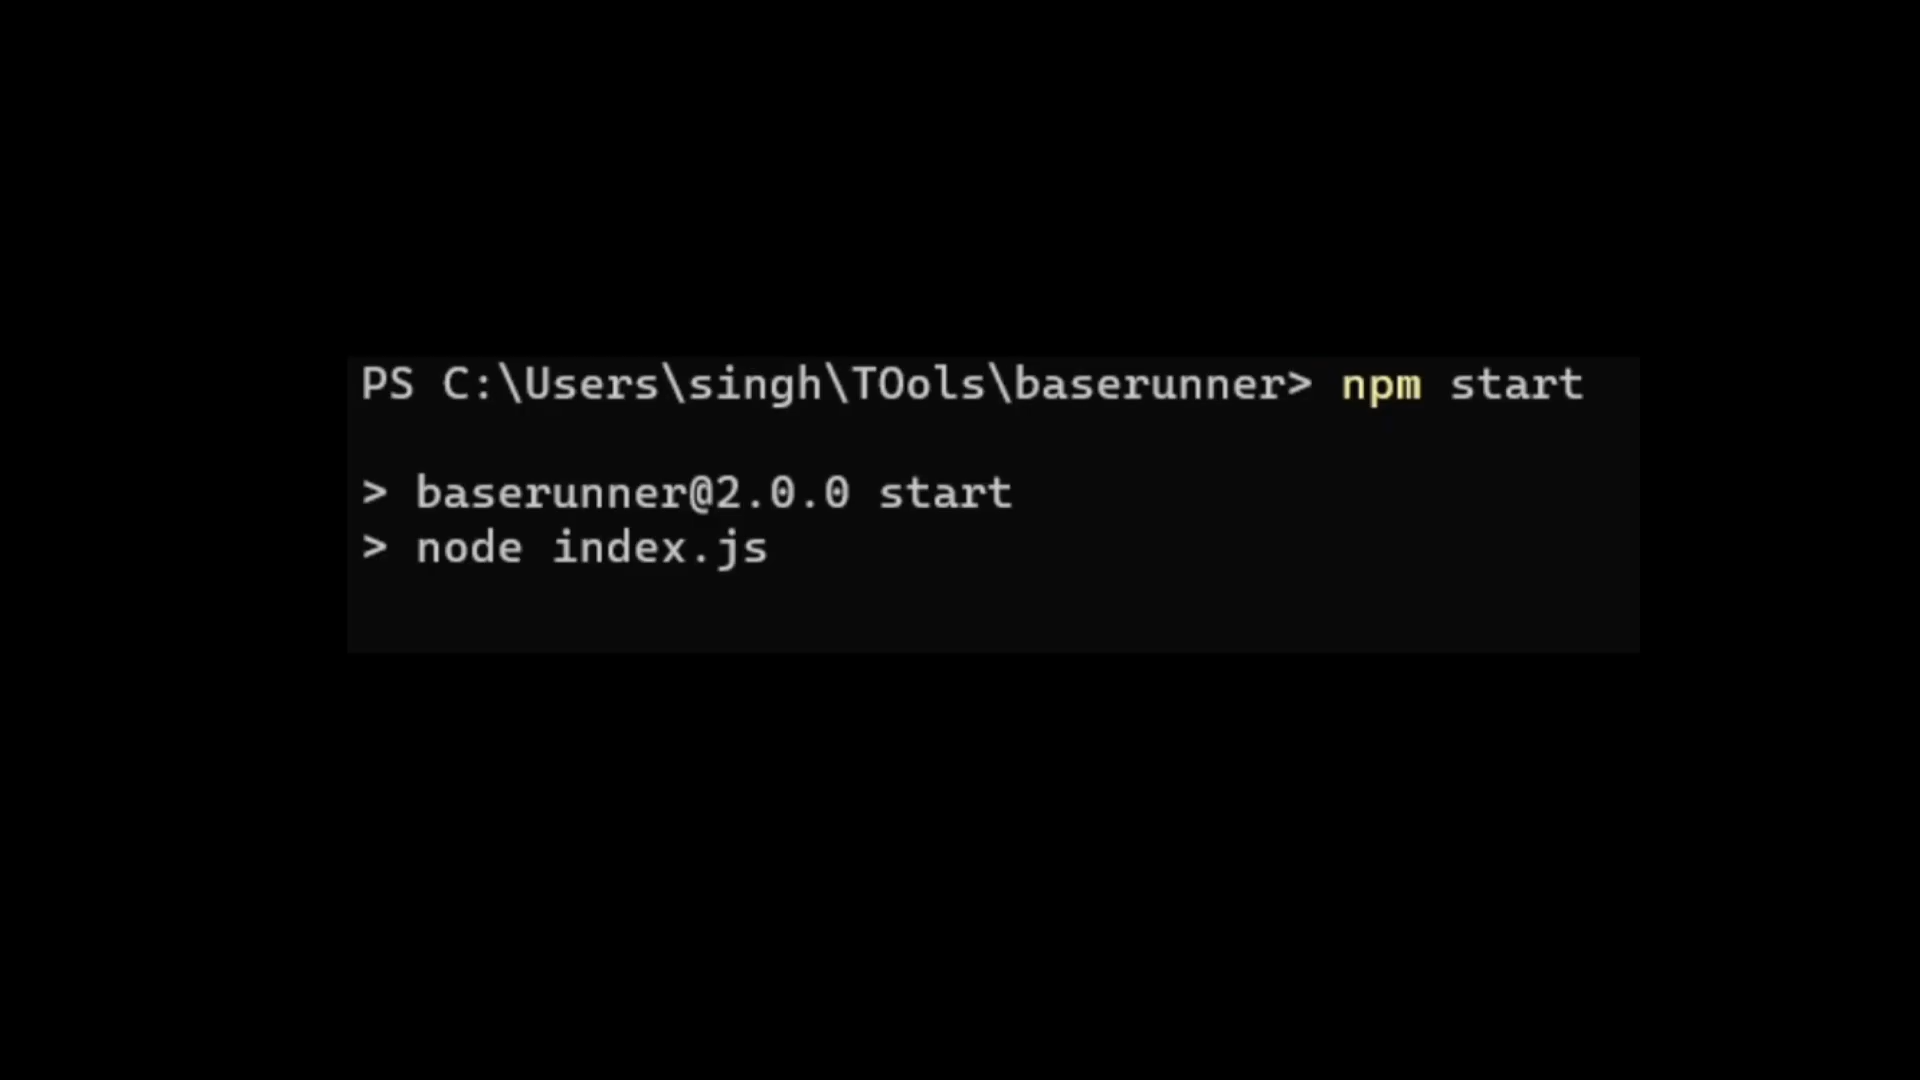 PS C:\Users\singh\TOols\baserunner> npm start
> baserunner@2.0.0 start
> node index.js